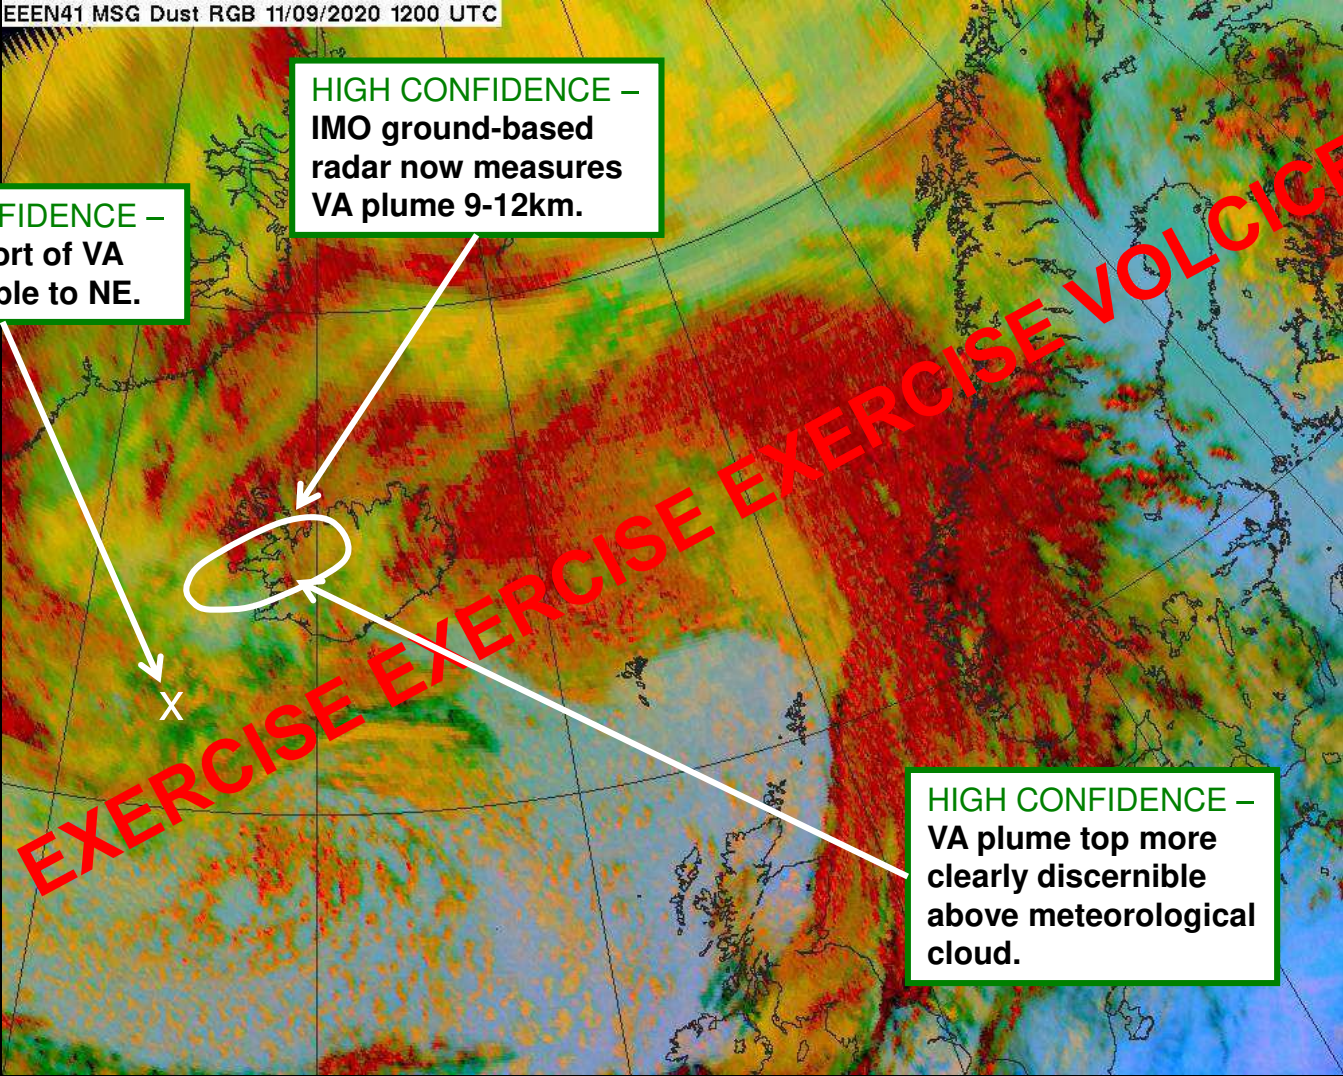 EEEN41 MSG Dust RGB 11/09/2020 1200 UTC
HIGH CONFIDENCE –
IMO ground-based
radar now measures
VA plume 9-12km.
FIDENCE –
ort of VA
ble to NE.
X
EXERCISE EXERCISE EXERCISE VOLCICE
HIGH CONFIDENCE –
VA plume top more
clearly discernible
above meteorological
cloud.